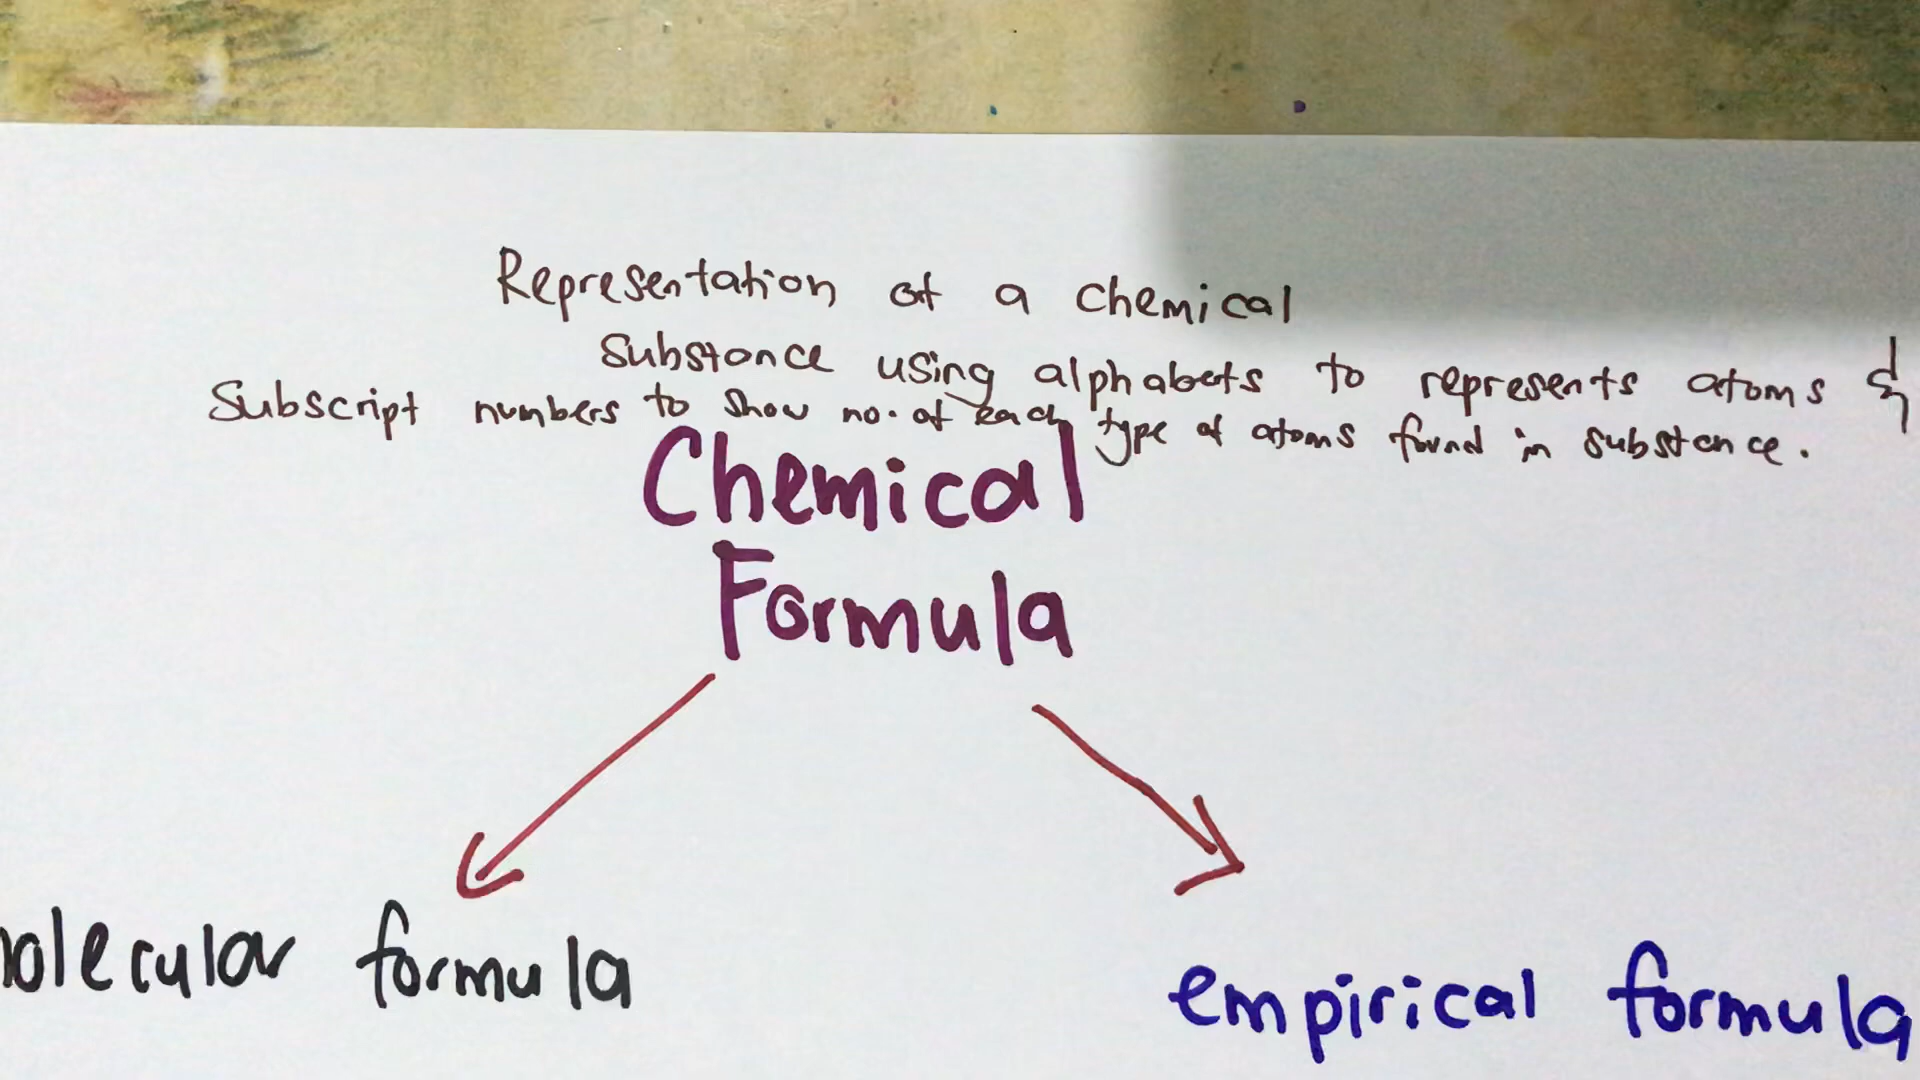 Representation of a chemical
substance using alphabets to represents atoms &
Subscript numbers to show no. of each type of atoms found in substance.
Chemical
Formula
molecular formula
empirical formula